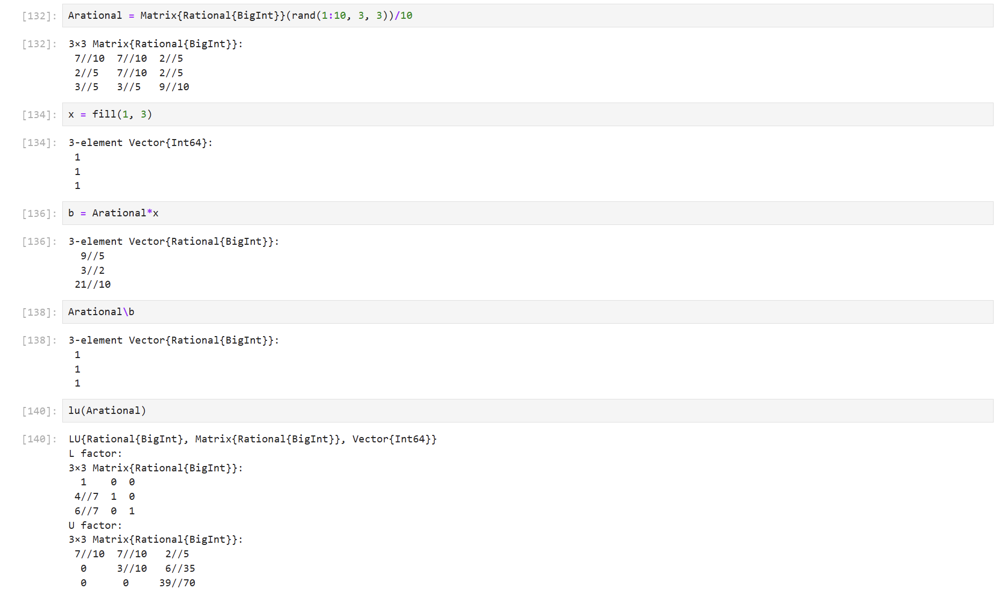 [132]: Arational = Matrix{Rational{BigInt}}(rand(1:10, 3, 3))/10
[132]: 3×3 Matrix{Rational{BigInt}}:
7//10  7//10  2//5
2//5   7//10  2//5
3//5   3//5   9//10
[134]: x = fill(1, 3)
[134]: 3-element Vector{Int64}:
1
1
1
[136]: b = Arational*x
[136]: 3-element Vector{Rational{BigInt}}:
9//5
3//2
21//10
[138]: Arational\b
[138]: 3-element Vector{Rational{BigInt}}:
1
1
1
[140]: lu(Arational)
[140]: LU{Rational{BigInt}, Matrix{Rational{BigInt}}, Vector{Int64}}
L factor:
3×3 Matrix{Rational{BigInt}}:
1     0  0
4//7  1  0
6//7  0  1
U factor:
3×3 Matrix{Rational{BigInt}}:
7//10  7//10   2//5
0      3//10   6//35
0       0     39//70